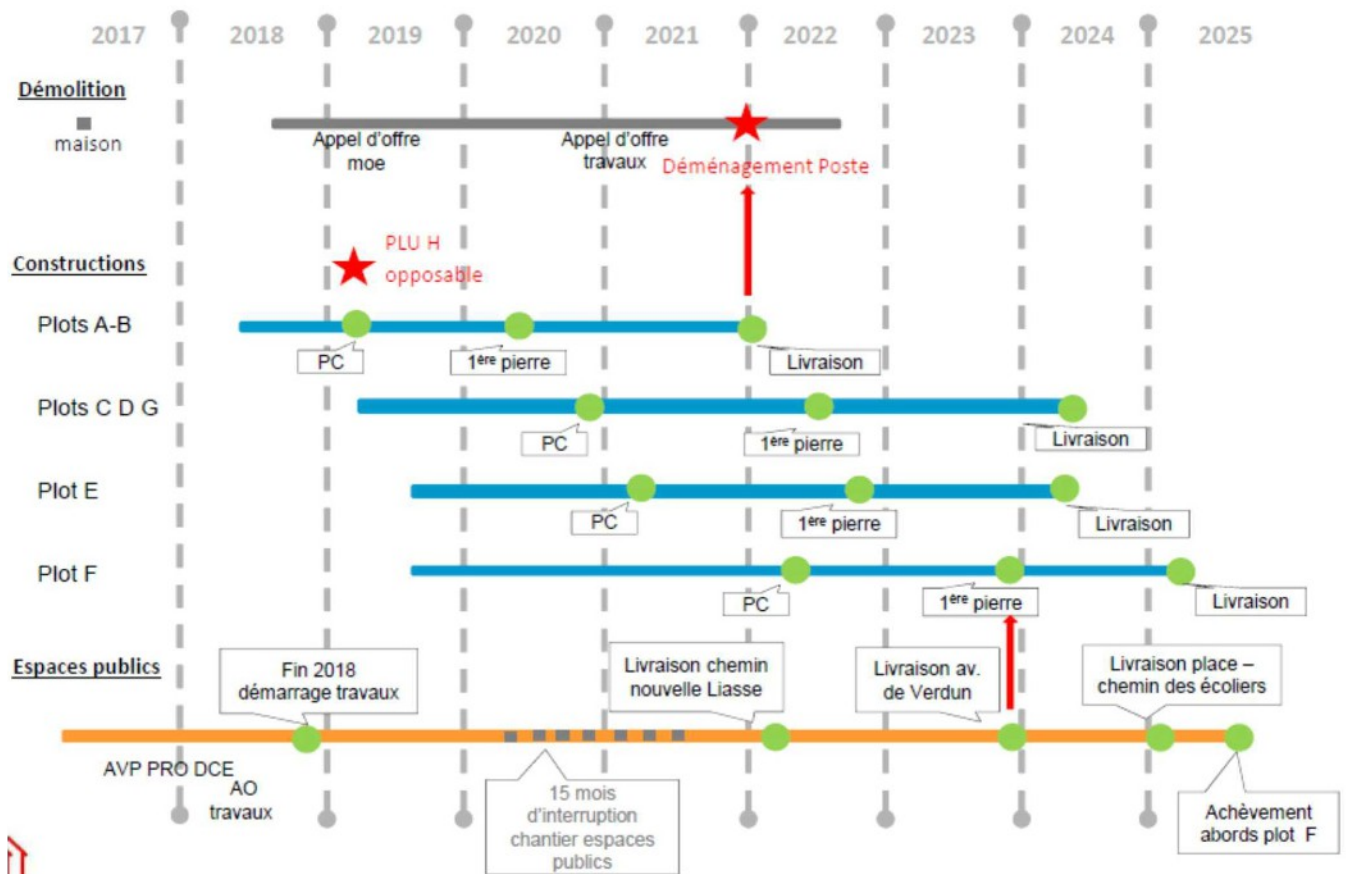 2017 2018 2019 2020 2021 2022 2023 2024 2025
Démolition
maison
Appel d'offre
moe
Appel d'offre
travaux
Déménagement Poste
PLU H
opposable
Constructions
Plots A-B
PC
1ère pierre
Livraison
Plots C D G
PC
1ère pierre
Livraison
Plot E
PC
1ère pierre
Livraison
Plot F
PC
1ère pierre
Livraison
Espaces publics
Fin 2018
démarrage travaux
Livraison chemin
nouvelle Liasse
Livraison av.
de Verdun
Livraison place –
chemin des écoliers
AVP PRO DCE
AO
travaux
15 mois
d'interruption
chantier espaces
publics
Achèvement
abords plot F